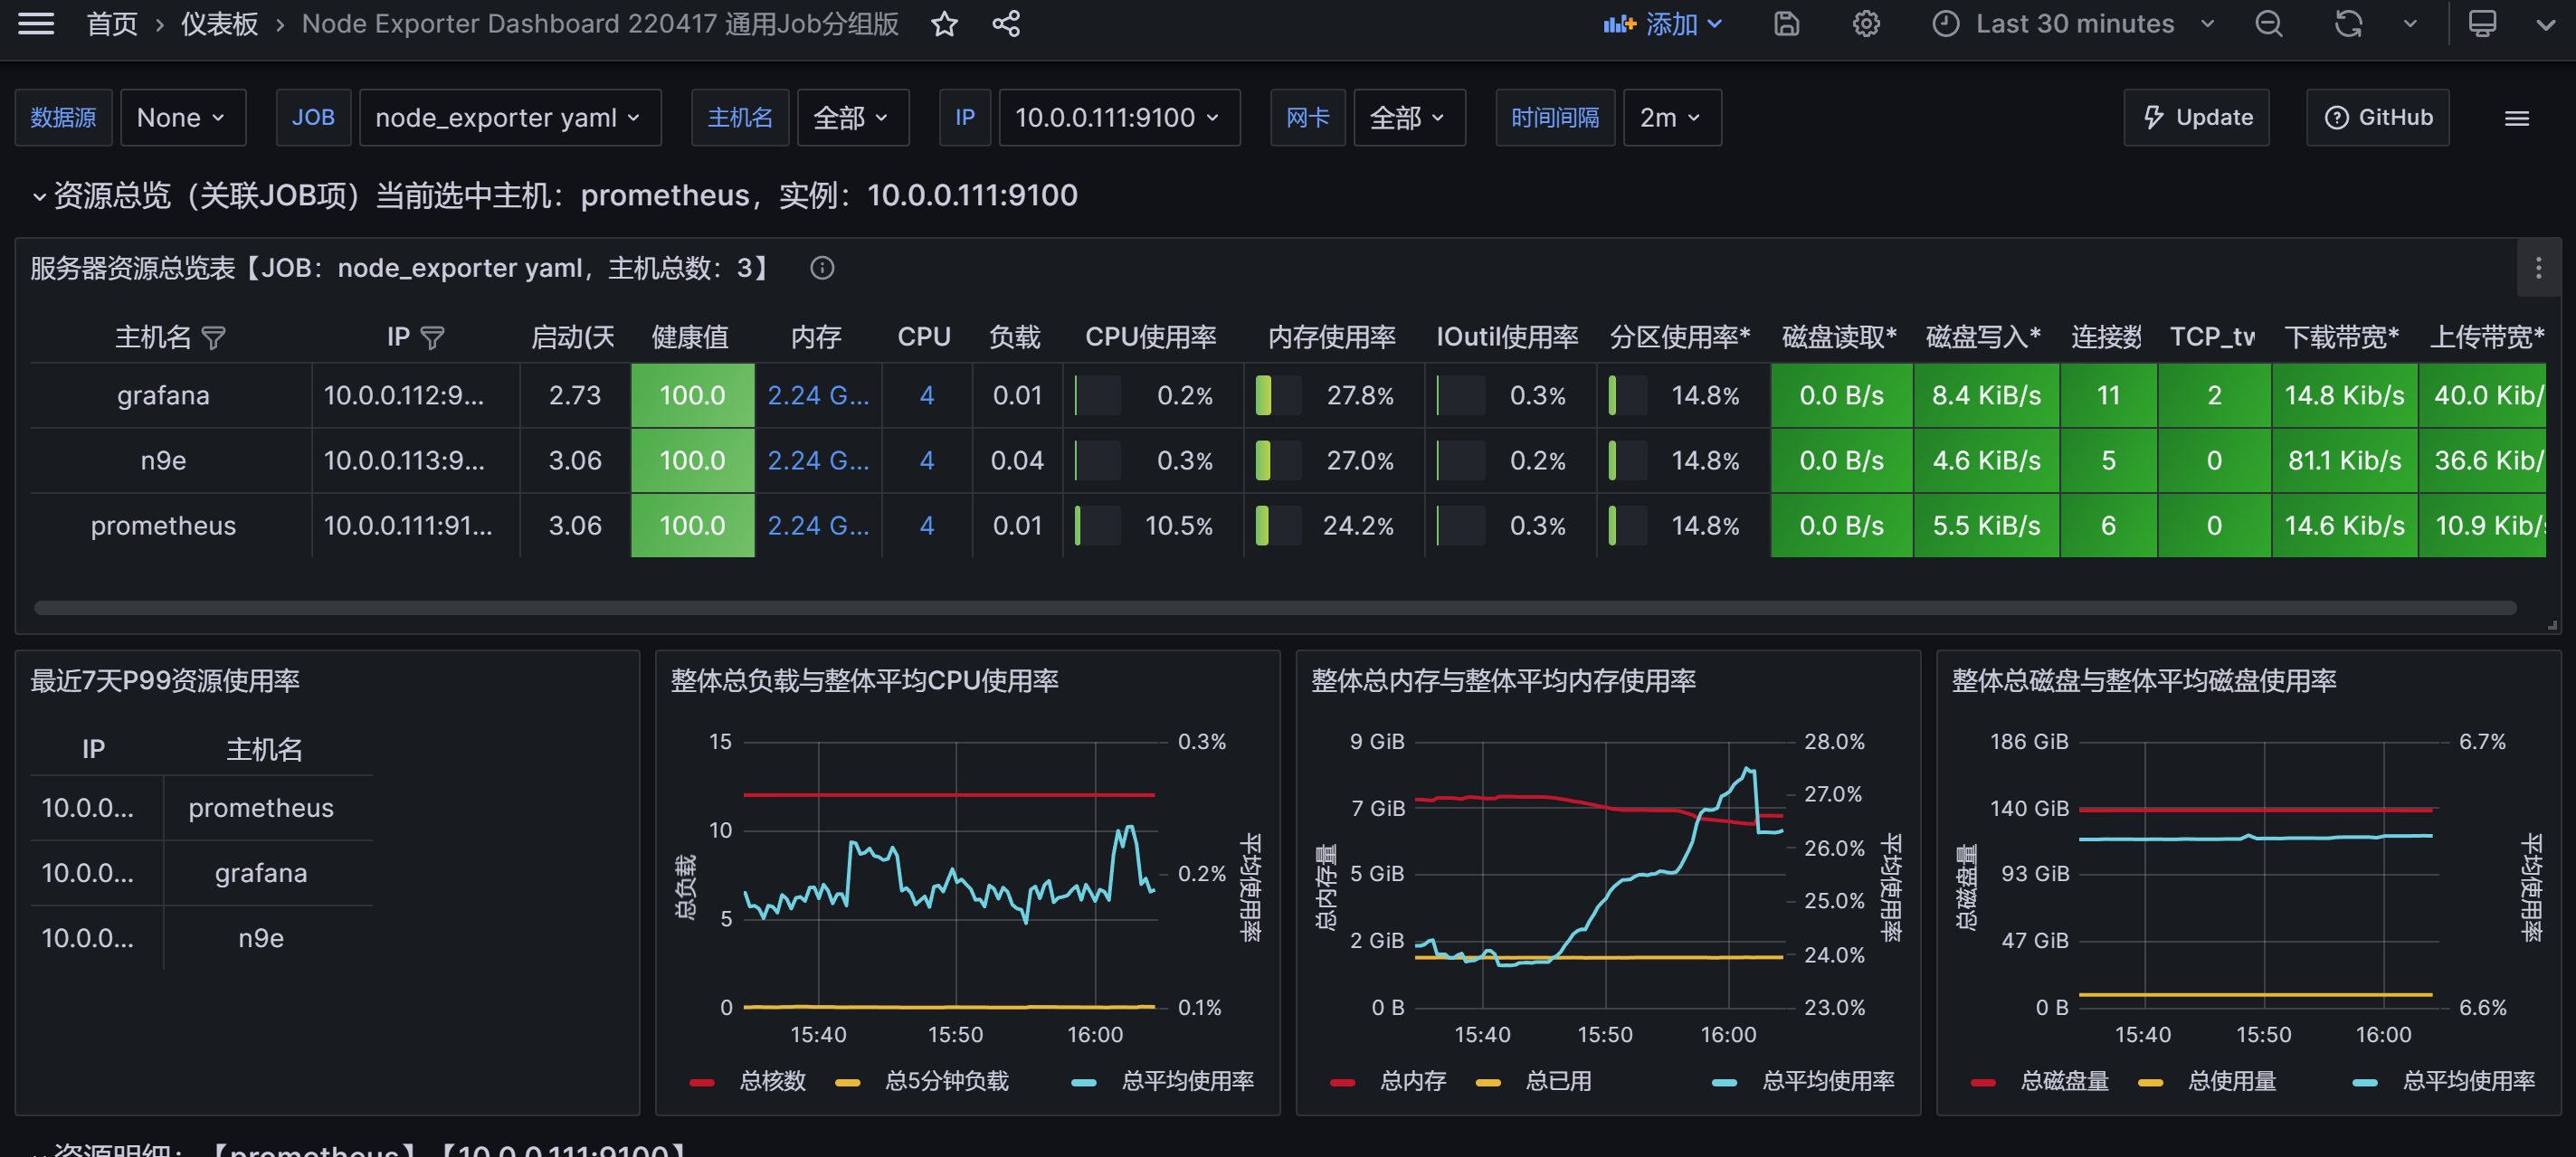 首页 › 仪表板 › Node Exporter Dashboard 220417 通用Job分组版 添加 Last 30 minutes
数据源 None JOB node_exporter yaml 主机名 全部 IP 10.0.0.111:9100 网卡 全部 时间间隔 2m Update GitHub
资源总览（关联JOB项）当前选中主机：prometheus，实例：10.0.0.111:9100
服务器资源总览表【JOB：node_exporter yaml，主机总数：3】
主机名 IP 启动(天 健康值 内存 CPU 负载 CPU使用率 内存使用率 IOutil使用率 分区使用率* 磁盘读取* 磁盘写入* 连接数 TCP_tw 下载带宽* 上传带宽*
grafana 10.0.0.112:9... 2.73 100.0 2.24 G... 4 0.01 0.2% 27.8% 0.3% 14.8% 0.0 B/s 8.4 KiB/s 11 2 14.8 Kib/s 40.0 Kib/
n9e 10.0.0.113:9... 3.06 100.0 2.24 G... 4 0.04 0.3% 27.0% 0.2% 14.8% 0.0 B/s 4.6 KiB/s 5 0 81.1 Kib/s 36.6 Kib/
prometheus 10.0.0.111:91... 3.06 100.0 2.24 G... 4 0.01 10.5% 24.2% 0.3% 14.8% 0.0 B/s 5.5 KiB/s 6 0 14.6 Kib/s 10.9 Kib/
最近7天P99资源使用率
IP 主机名
10.0.0... prometheus
10.0.0... grafana
10.0.0... n9e
整体总负载与整体平均CPU使用率
总负载
15
10
5
0
0.3%
0.2%
0.1%
平均使用率
15:40 15:50 16:00
总核数 总5分钟负载 总平均使用率
整体总内存与整体平均内存使用率
总内存量
9 GiB
7 GiB
5 GiB
2 GiB
0 B
28.0%
27.0%
26.0%
25.0%
24.0%
23.0%
平均使用率
15:40 15:50 16:00
总内存 总已用 总平均使用率
整体总磁盘与整体平均磁盘使用率
总磁盘量
186 GiB
140 GiB
93 GiB
47 GiB
0 B
6.7%
6.6%
平均使用率
15:40 15:50 16:00
总磁盘量 总使用量 总平均使用率
资源明细：【prometheus】【10.0.0.111:9100】